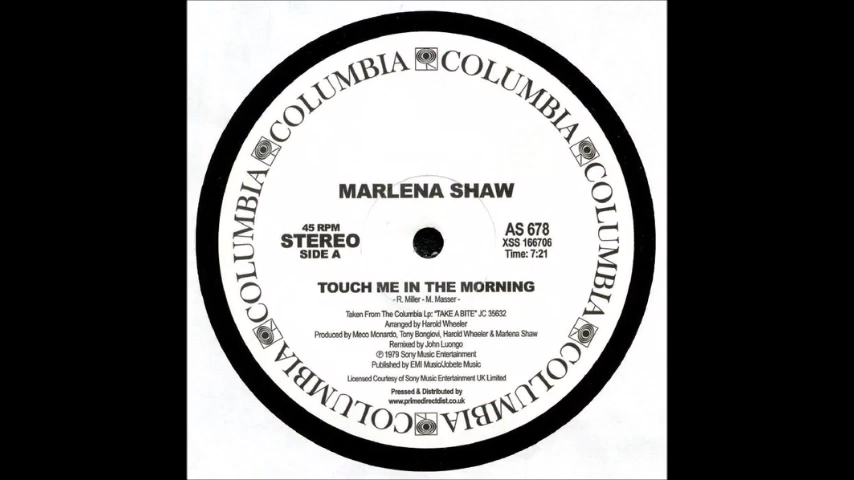 COLUMBIA COLUMBIA COLUMBIA COLUMBIA COLUMBIA COLUMBIA COLUMBIA COLUMBIA
MARLENA SHAW
45 RPM
STEREO
SIDE A
AS 678
XSS 166706
Time: 7:21
TOUCH ME IN THE MORNING
- R. Miller - M. Masser -
Taken From The Columbia Lp: "TAKE A BITE" JC 35632
Arranged by Harold Wheeler
Produced by Meco Monardo, Tony Bongiovi, Harold Wheeler & Marlena Shaw
Remixed by John Luongo
℗ 1979 Sony Music Entertainment
Published by EMI Music/Jobete Music
Licensed Courtesy of Sony Music Entertainment UK Limited
Pressed & Distributed by
www.primedirectdist.co.uk